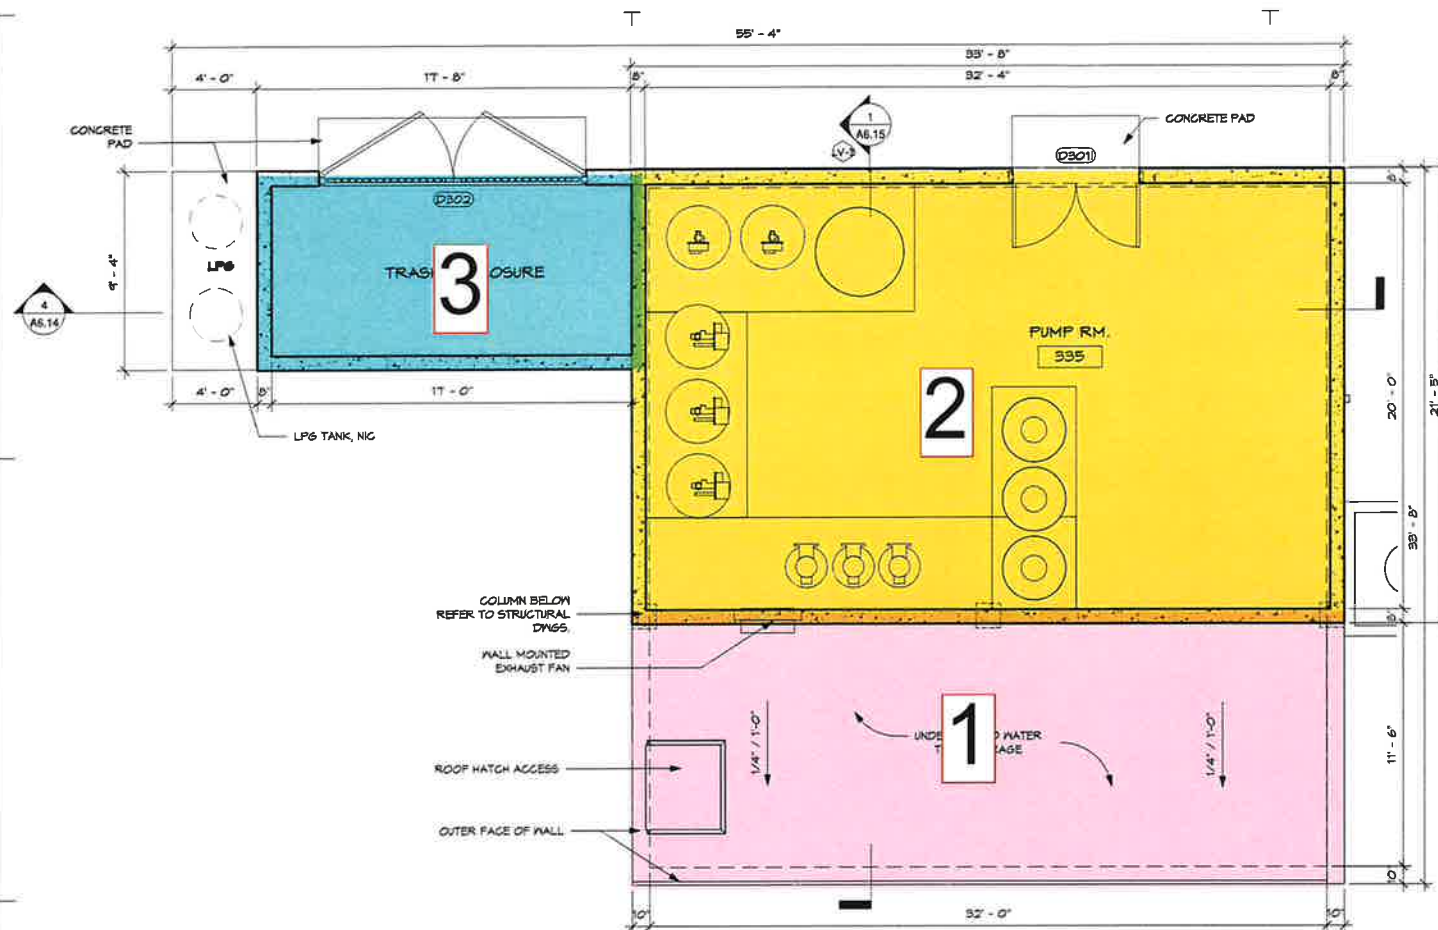 55' - 4"
33' - 8"
4' - 0"
17' - 8"
8"
32' - 4"
8"
CONCRETE
PAD
1
A6.15
LV-3
CONCRETE PAD
D301
8"
D302
LPG
TRAS
OSURE
3
9' - 4"
4
A6.14
PUMP RM.
335
2
20' - 0"
21' - 5"
33' - 8"
4' - 0"
8"
17' - 0"
LPG TANK, NIC
COLUMN BELOW
REFER TO STRUCTURAL
DWGS.
8"
WALL MOUNTED
EXHAUST FAN
1/4" / 1'-0"
UNDE
WATER
AGE
1
1/4" / 1'-0"
11' - 6"
ROOF HATCH ACCESS
OUTER FACE OF WALL
10"
10"
32' - 0"
10"